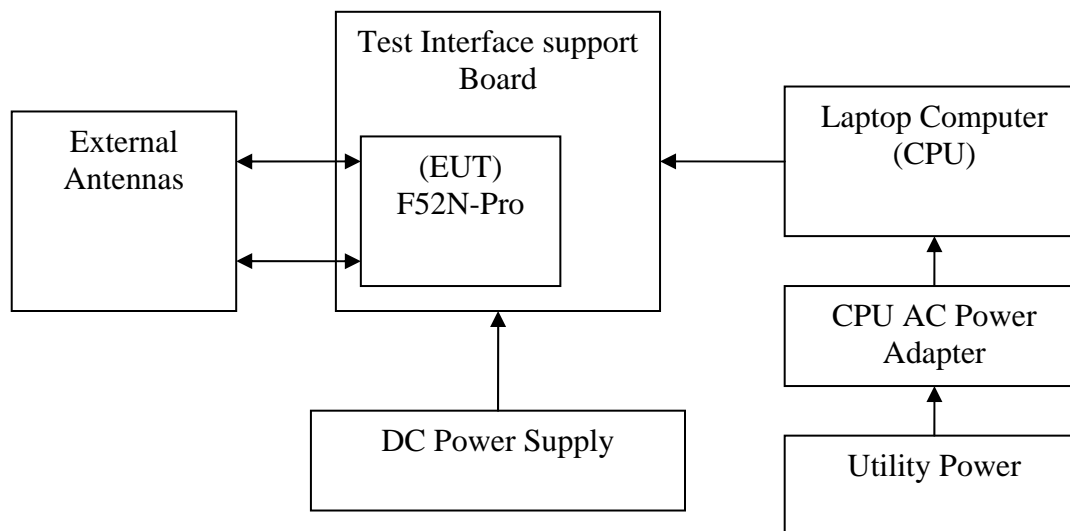 Test Interface support
Board
External
Antennas
(EUT)
F52N-Pro
Laptop Computer
(CPU)
CPU AC Power
Adapter
DC Power Supply
Utility Power